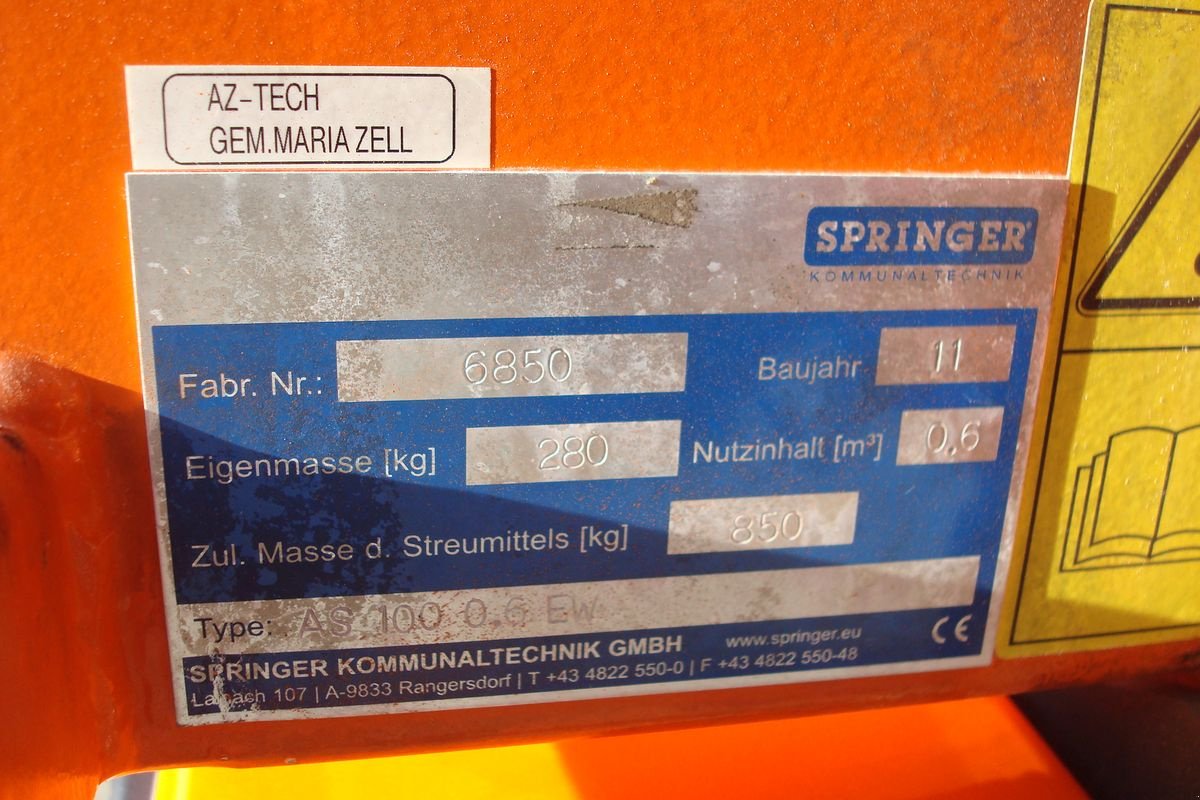 AZ-TECH
GEM.MARIA ZELL
SPRINGER
KOMMUNALTECHNIK
Fabr. Nr.: 6850 Baujahr 11
Eigenmasse [kg] 280 Nutzinhalt [m³] 0.6
Zul. Masse d. Streumittels [kg] 850
Type: AS 100 0.6 EW
SPRINGER KOMMUNALTECHNIK GMBH www.springer.eu CE
107 | A-9833 Rangersdorf | T +43 4822 550-0 | F +43 4822 550-48